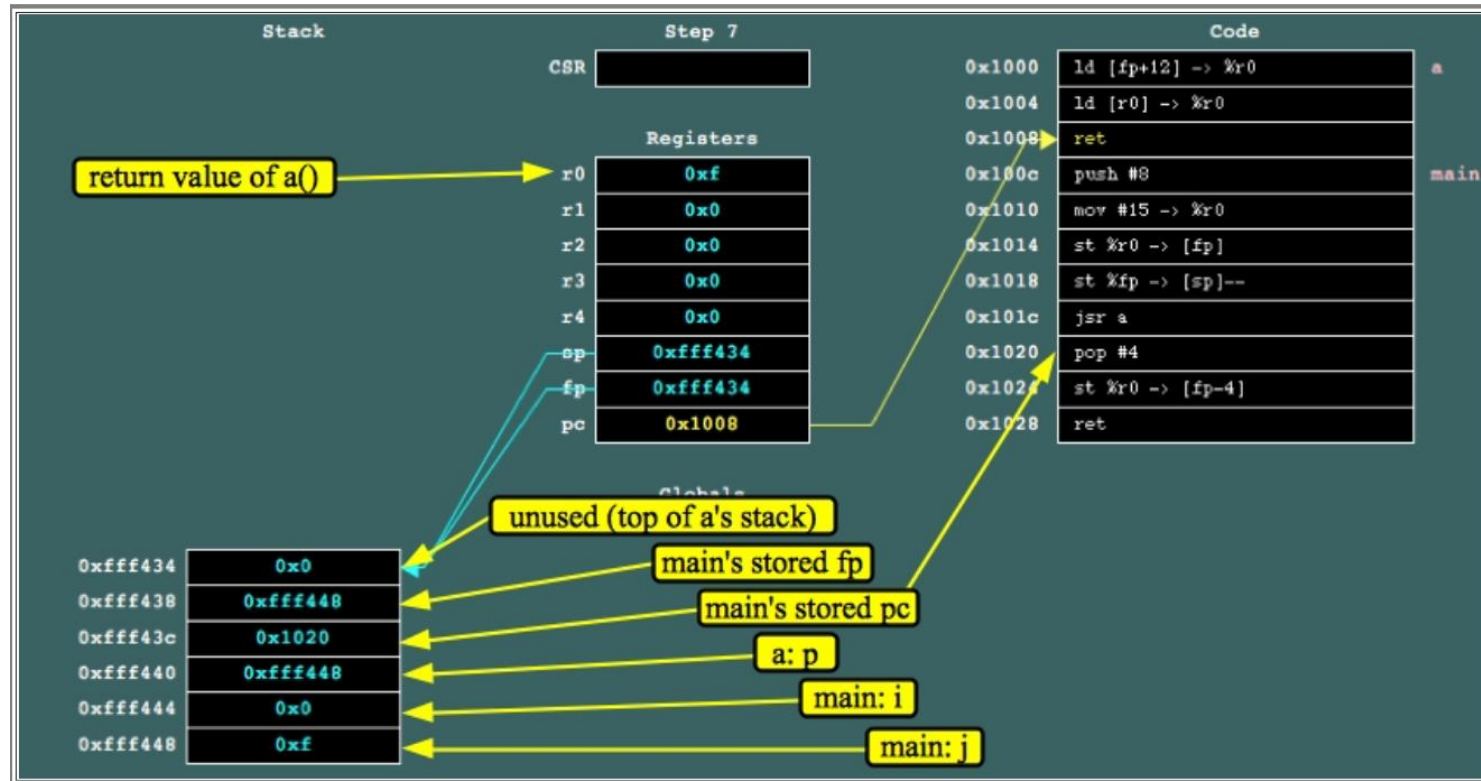 Stack Step 7 Code
CSR 0x1000 ld [fp+12] -> %r0 a
0x1004 ld [r0] -> %r0
Registers 0x1008 ret
return value of a() r0 0xf 0x100c push #8 main
r1 0x0 0x1010 mov #15 -> %r0
r2 0x0 0x1014 st %r0 -> [fp]
r3 0x0 0x1018 st %fp -> [sp]--
r4 0x0 0x101c jsr a
sp 0xfff434 0x1020 pop #4
fp 0xfff434 0x1024 st %r0 -> [fp-4]
pc 0x1008 0x1028 ret
Globals
unused (top of a's stack)
0xfff434 0x0 main's stored fp
0xfff438 0xfff448 main's stored pc
0xfff43c 0x1020
0xfff440 0xfff448 a: p
0xfff444 0x0 main: i
0xfff448 0xf main: j